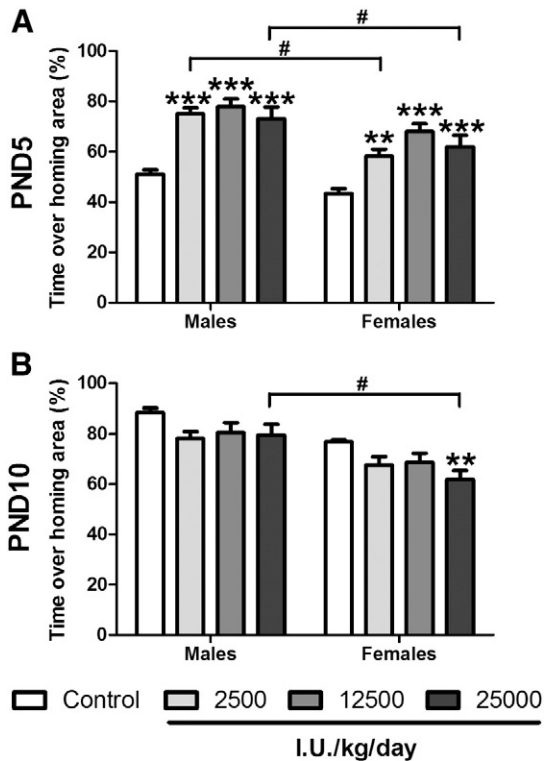 A
PND5
Time over homing area (%)
100
80
60
40
20
0
#
#
*** *** *** ** *** ***
Males Females
B
PND10
Time over homing area (%)
100
80
60
40
20
0
#
**
Males Females
Control 2500 12500 25000
I.U./kg/day